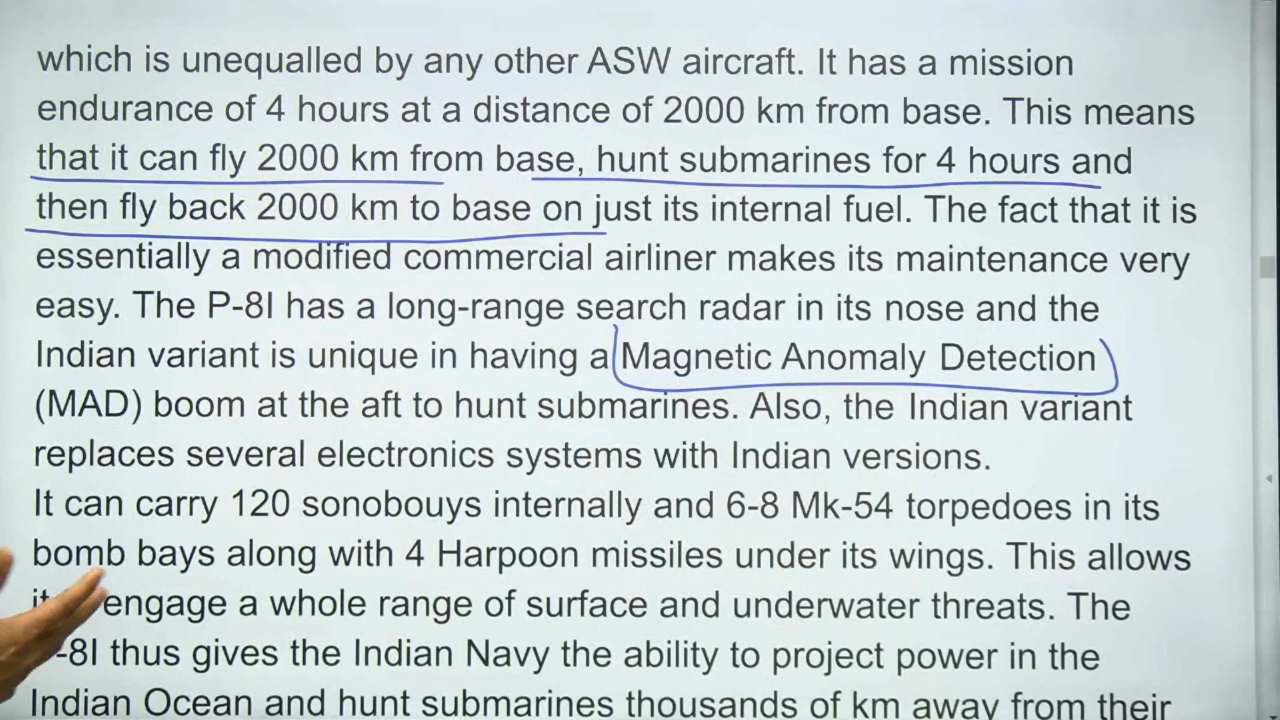 which is unequalled by any other ASW aircraft. It has a mission
endurance of 4 hours at a distance of 2000 km from base. This means
that it can fly 2000 km from base, hunt submarines for 4 hours and
then fly back 2000 km to base on just its internal fuel. The fact that it is
essentially a modified commercial airliner makes its maintenance very
easy. The P-8I has a long-range search radar in its nose and the
Indian variant is unique in having a Magnetic Anomaly Detection
(MAD) boom at the aft to hunt submarines. Also, the Indian variant
replaces several electronics systems with Indian versions.
It can carry 120 sonobouys internally and 6-8 Mk-54 torpedoes in its
bomb bays along with 4 Harpoon missiles under its wings. This allows
engage a whole range of surface and underwater threats. The
-8I thus gives the Indian Navy the ability to project power in the
Indian Ocean and hunt submarines thousands of km away from their